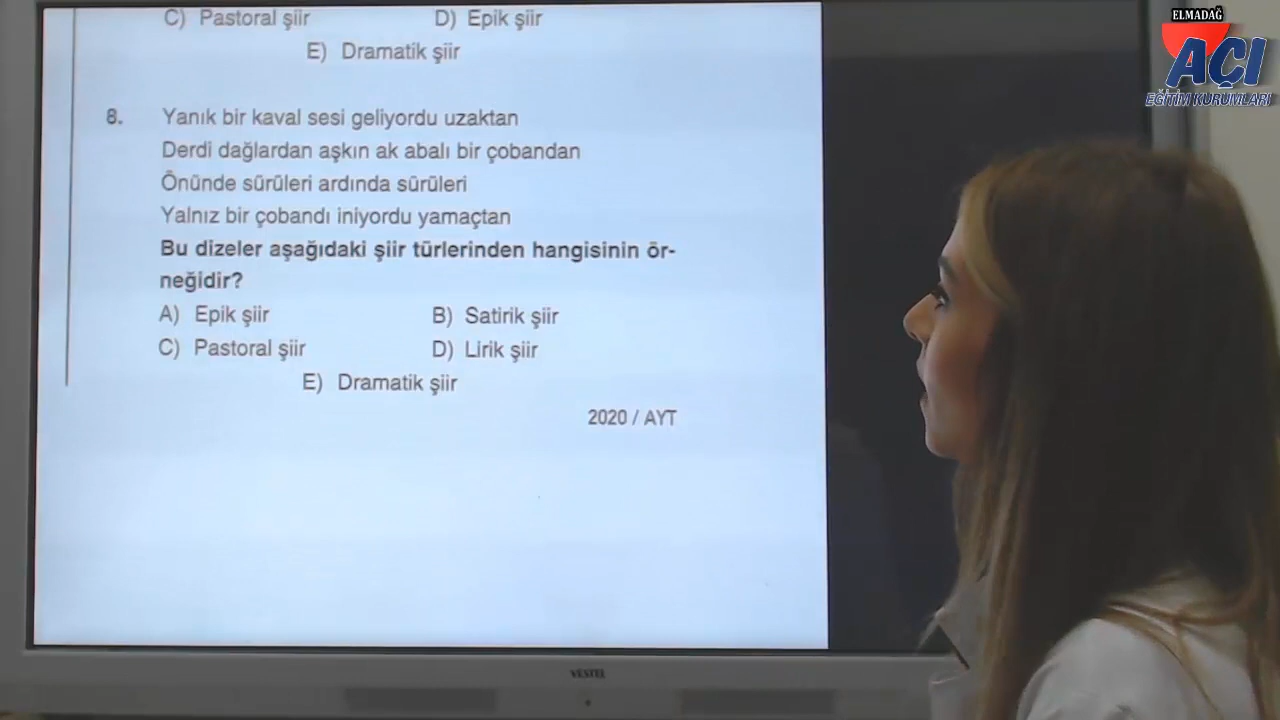 C) Pastoral şiir D) Epik şiir
E) Dramatik şiir
8. Yanık bir kaval sesi geliyordu uzaktan
Derdi dağlardan aşkın ak abalı bir çobandan
Önünde sürüleri ardında sürüleri
Yalnız bir çobandı iniyordu yamaçtan
Bu dizeler aşağıdaki şiir türlerinden hangisinin ör-
neğidir?
A) Epik şiir B) Satirik şiir
C) Pastoral şiir D) Lirik şiir
E) Dramatik şiir
2020 / AYT
VESTEL
ELMADAĞ
AÇI
EĞİTİM KURUMLARI